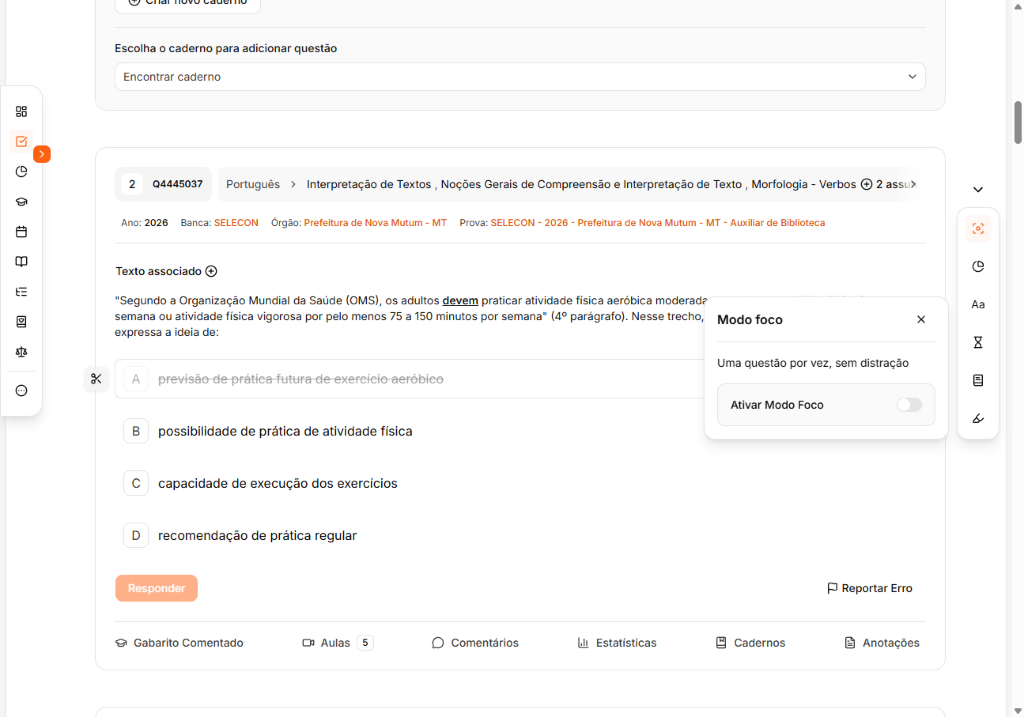 Criar novo caderno
Escolha o caderno para adicionar questão
Encontrar caderno
2 Q4445037 Português Interpretação de Textos , Noções Gerais de Compreensão e Interpretação de Texto , Morfologia - Verbos 2
Ano: 2026 Banca: SELECON Órgão: Prefeitura de Nova Mutum - MT Prova: SELECON - 2026 - Prefeitura de Nova Mutum - MT - Auxiliar de Biblioteca
Texto associado
"Segundo a Organização Mundial da Saúde (OMS), os adultos devem praticar atividade física aeróbica moderada
semana ou atividade física vigorosa por pelo menos 75 a 150 minutos por semana" (4º parágrafo). Nesse trecho,
expressa a ideia de:
Modo foco
Uma questão por vez, sem distração
Ativar Modo Foco
Aa
A previsão de prática futura de exercício aeróbico
B possibilidade de prática de atividade física
C capacidade de execução dos exercícios
D recomendação de prática regular
Responder
Reportar Erro
Gabarito Comentado Aulas 5 Comentários Estatísticas Cadernos Anotações